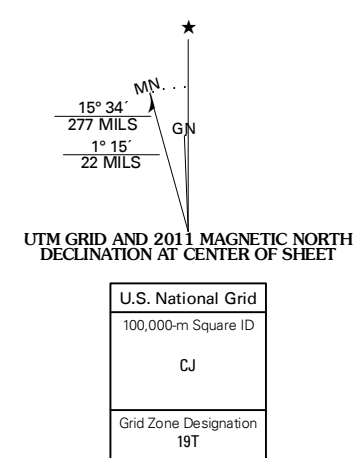 ★
MN
15° 34´
277 MILS
GN
1° 15´
22 MILS
UTM GRID AND 2011 MAGNETIC NORTH
DECLINATION AT CENTER OF SHEET
U.S. National Grid
100,000-m Square ID
CJ
Grid Zone Designation
19T